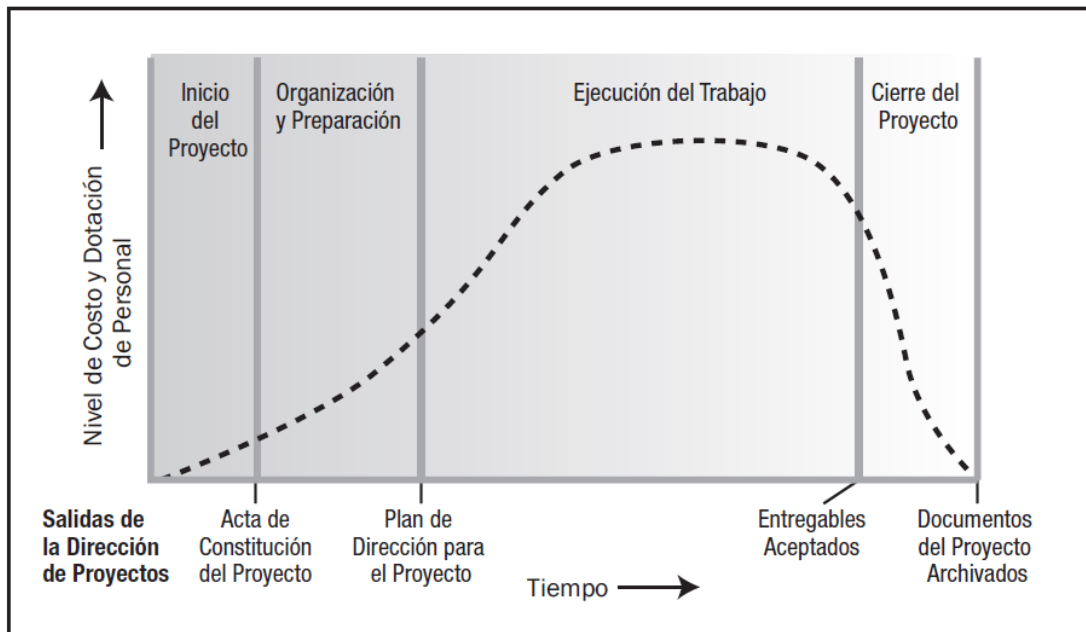 Inicio
del
Proyecto
Organización
y Preparación
Ejecución del Trabajo
Cierre del
Proyecto
Nivel de Costo y Dotación
de Personal
Salidas de
la Dirección
de Proyectos
Acta de
Constitución
del Proyecto
Plan de
Dirección para
el Proyecto
Entregables
Aceptados
Documentos
del Proyecto
Archivados
Tiempo